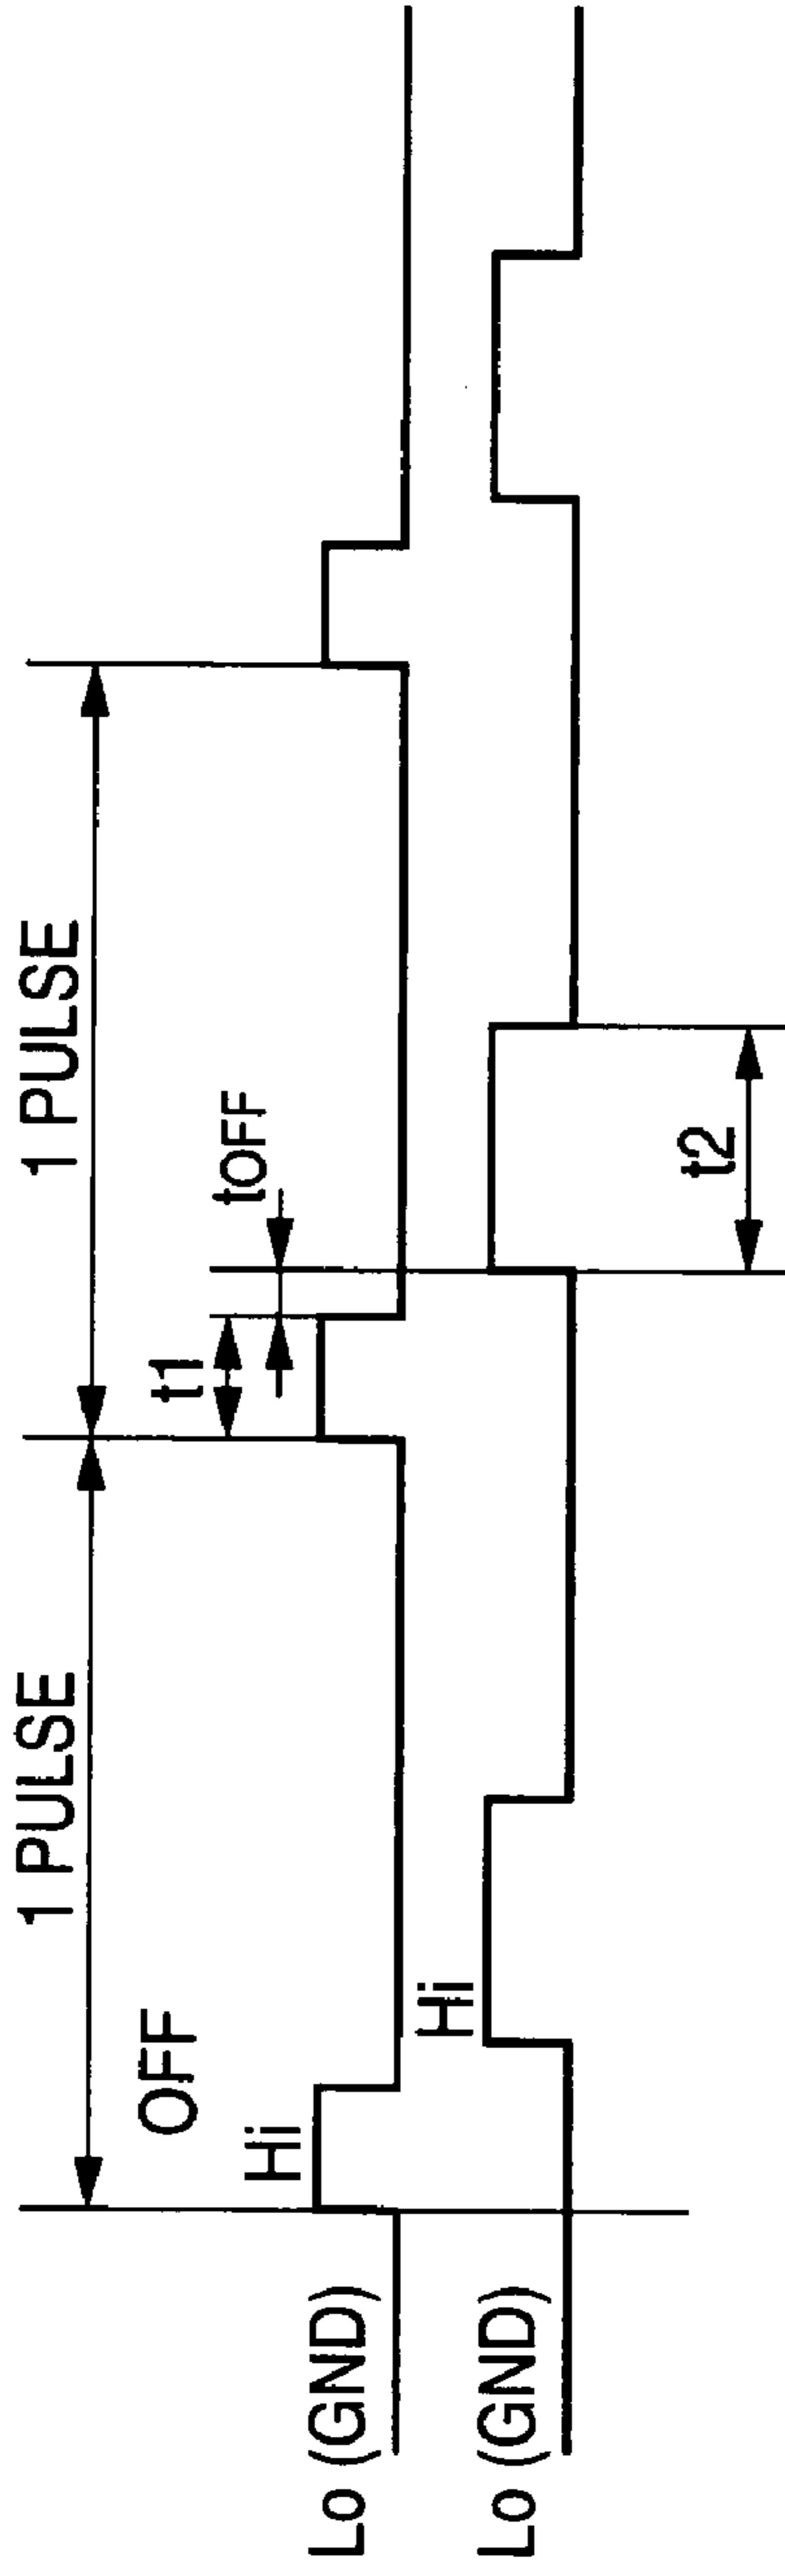 1 PULSE
1 PULSE
OFF
t1
tOFF
Hi
Lo (GND)
Hi
Lo (GND)
t2